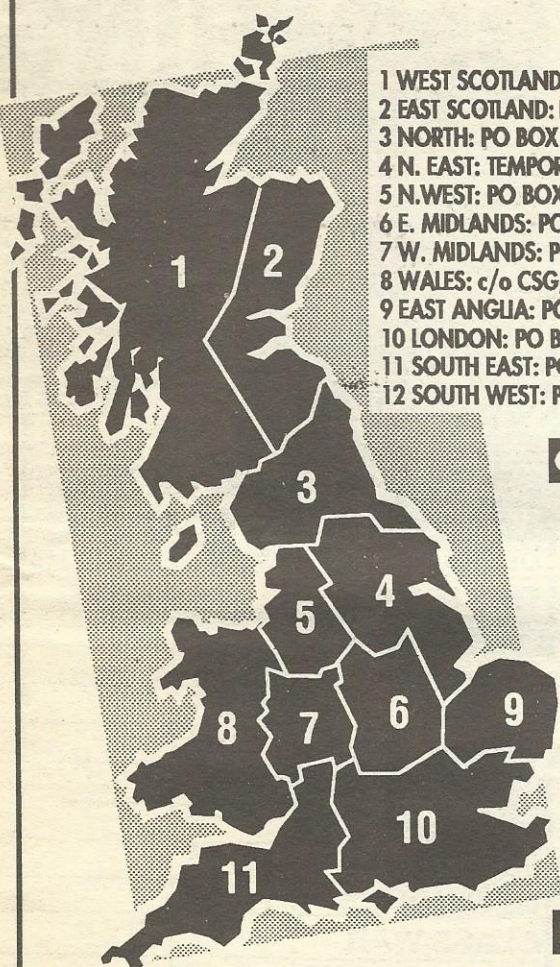 1 WEST SCOTLAND
2 EAST SCOTLAND:
3 NORTH: PO BOX
4 N. EAST: TEMPOR
5 N.WEST: PO BOX
6 E. MIDLANDS: PO
7 W. MIDLANDS: P
8 WALES: c/o CSG,
9 EAST ANGLIA: PO
10 LONDON: PO B
11 SOUTH EAST: PO
12 SOUTH WEST: P
1
2
3
4
5
6
7
8
9
10
11